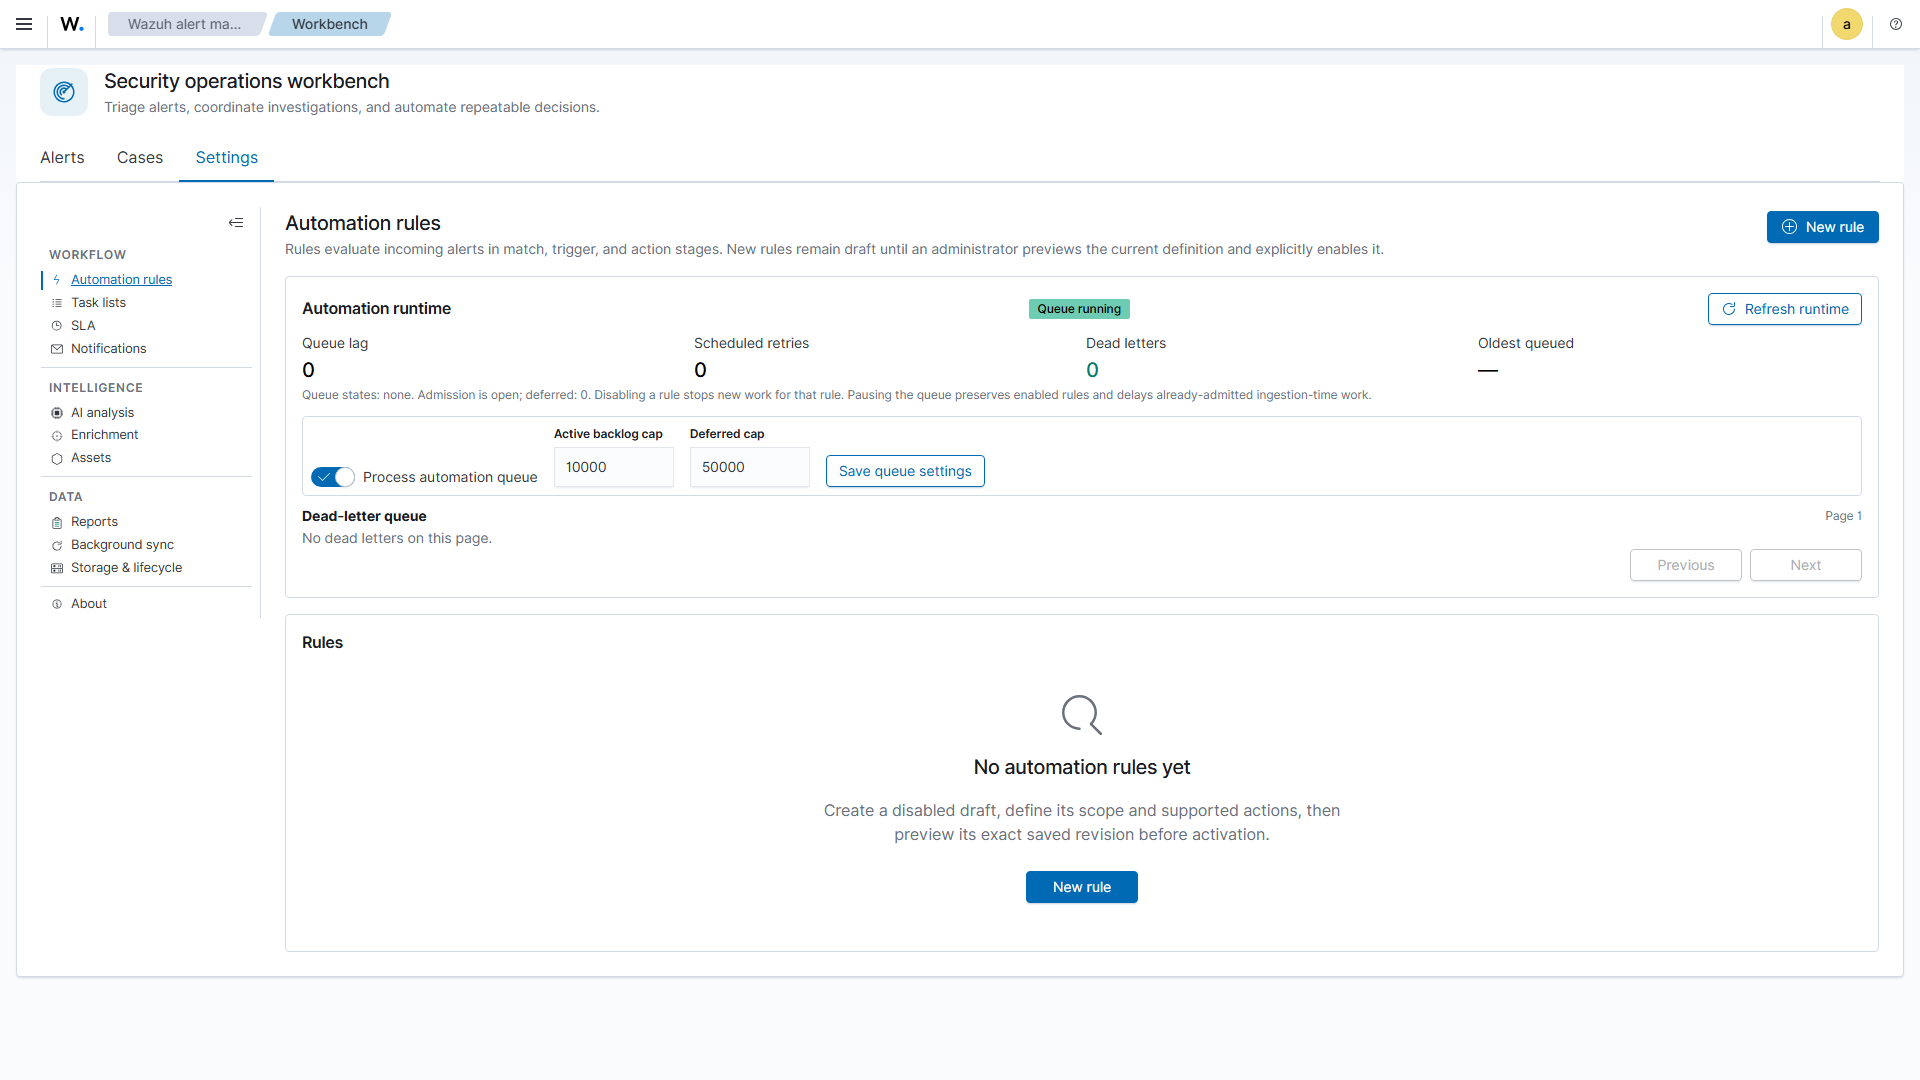 W.
Wazuh alert ma...
Workbench
a
Security operations workbench
Triage alerts, coordinate investigations, and automate repeatable decisions.
Alerts
Cases
Settings
WORKFLOW
Automation rules
Task lists
SLA
Notifications
INTELLIGENCE
AI analysis
Enrichment
Assets
DATA
Reports
Background sync
Storage & lifecycle
About
Automation rules
Rules evaluate incoming alerts in match, trigger, and action stages. New rules remain draft until an administrator previews the current definition and explicitly enables it.
New rule
Automation runtime
Queue running
Refresh runtime
Queue lag
0
Scheduled retries
0
Dead letters
0
Oldest queued
—
Queue states: none. Admission is open; deferred: 0. Disabling a rule stops new work for that rule. Pausing the queue preserves enabled rules and delays already-admitted ingestion-time work.
Process automation queue
Active backlog cap
10000
Deferred cap
50000
Save queue settings
Dead-letter queue
Page 1
No dead letters on this page.
Previous
Next
Rules
No automation rules yet
Create a disabled draft, define its scope and supported actions, then
preview its exact saved revision before activation.
New rule